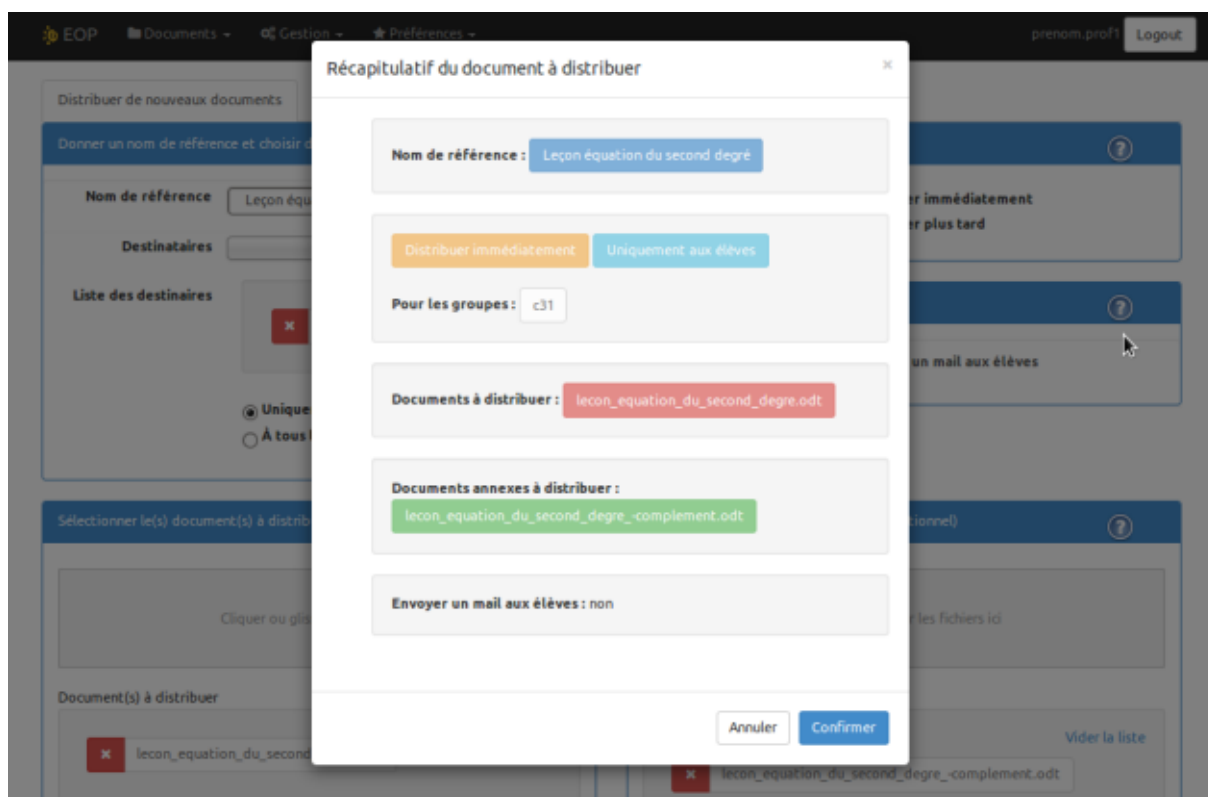 EOP Documents Gestion Préférences prenom.prof1 Logout
Récapitulatif du document à distribuer ×
Distribuer de nouveaux documents
Donner un nom de référence et choisir
Nom de référence : Leçon équation du second degré
Nom de référence Leçon équ
er immédiatement
er plus tard
Destinataires
Distribuer immédiatement Uniquement aux élèves
Liste des destinaires
Pour les groupes : c31
un mail aux élèves
Unique
À tous
Documents à distribuer : lecon_equation_du_second_degre.odt
Documents annexes à distribuer :
lecon_equation_du_second_degre_-complement.odt
Sélectionner le(s) document(s) à distrib
tionnel)
Envoyer un mail aux élèves : non
Cliquer ou glis
r les fichiers ici
Document(s) à distribuer
Annuler Confirmer
Vider la liste
lecon_equation_du_second
lecon_equation_du_second_degre_-complement.odt